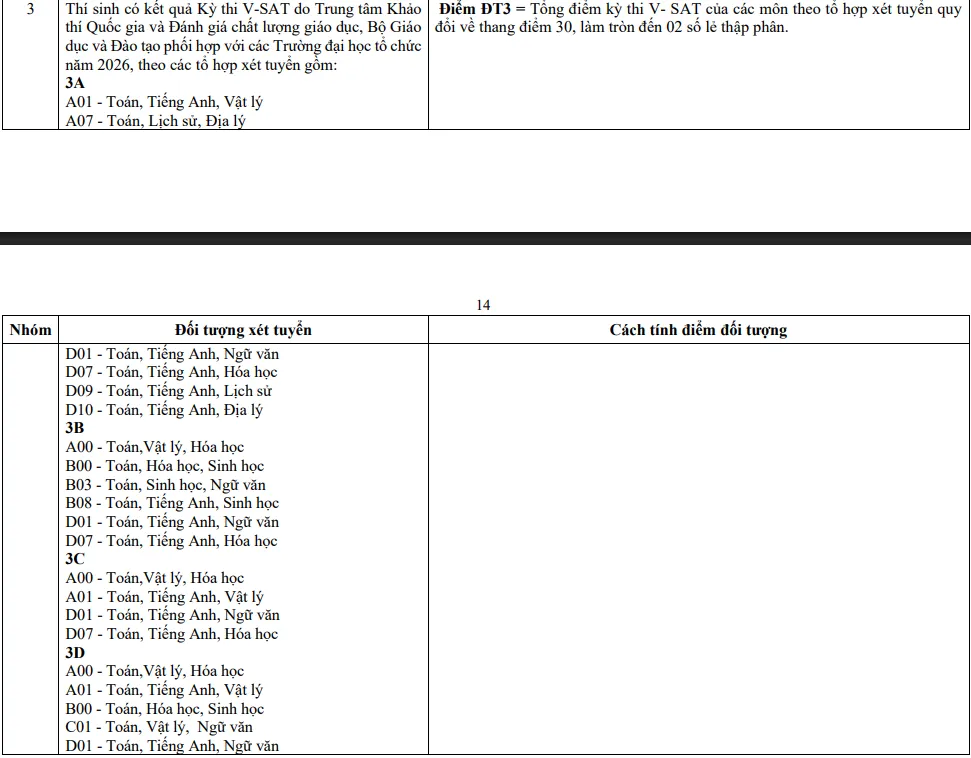 3
Thí sinh có kết quả Kỳ thi V-SAT do Trung tâm Khảo
thí Quốc gia và Đánh giá chất lượng giáo dục, Bộ Giáo
dục và Đào tạo phối hợp với các Trường đại học tổ chức
năm 2026, theo các tổ hợp xét tuyển gồm:
3A
A01 - Toán, Tiếng Anh, Vật lý
A07 - Toán, Lịch sử, Địa lý
Điểm ĐT3 = Tổng điểm kỳ thi V- SAT của các môn theo tổ hợp xét tuyển quy
đổi về thang điểm 30, làm tròn đến 02 số lẻ thập phân.
14
Nhóm
Đối tượng xét tuyển
Cách tính điểm đối tượng
D01 - Toán, Tiếng Anh, Ngữ văn
D07 - Toán, Tiếng Anh, Hóa học
D09 - Toán, Tiếng Anh, Lịch sử
D10 - Toán, Tiếng Anh, Địa lý
3B
A00 - Toán,Vật lý, Hóa học
B00 - Toán, Hóa học, Sinh học
B03 - Toán, Sinh học, Ngữ văn
B08 - Toán, Tiếng Anh, Sinh học
D01 - Toán, Tiếng Anh, Ngữ văn
D07 - Toán, Tiếng Anh, Hóa học
3C
A00 - Toán,Vật lý, Hóa học
A01 - Toán, Tiếng Anh, Vật lý
D01 - Toán, Tiếng Anh, Ngữ văn
D07 - Toán, Tiếng Anh, Hóa học
3D
A00 - Toán,Vật lý, Hóa học
A01 - Toán, Tiếng Anh, Vật lý
B00 - Toán, Hóa học, Sinh học
C01 - Toán, Vật lý, Ngữ văn
D01 - Toán, Tiếng Anh, Ngữ văn